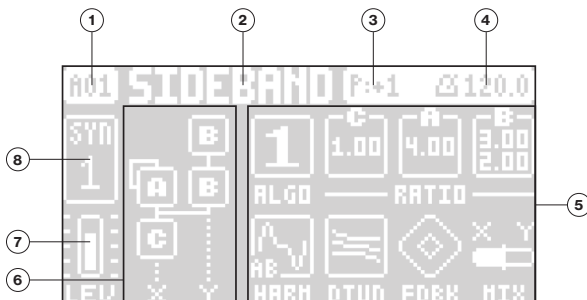 1 2 3 4
A01 SIDEBAND P:+1 120.0
SYN 1
B
A B
C
X Y
LEV
1 C 1.00 A 4.00 B 3.00 2.00
ALGO RATIO
AB X Y
HARM DTUN FDBK MIX
8
7
6
5